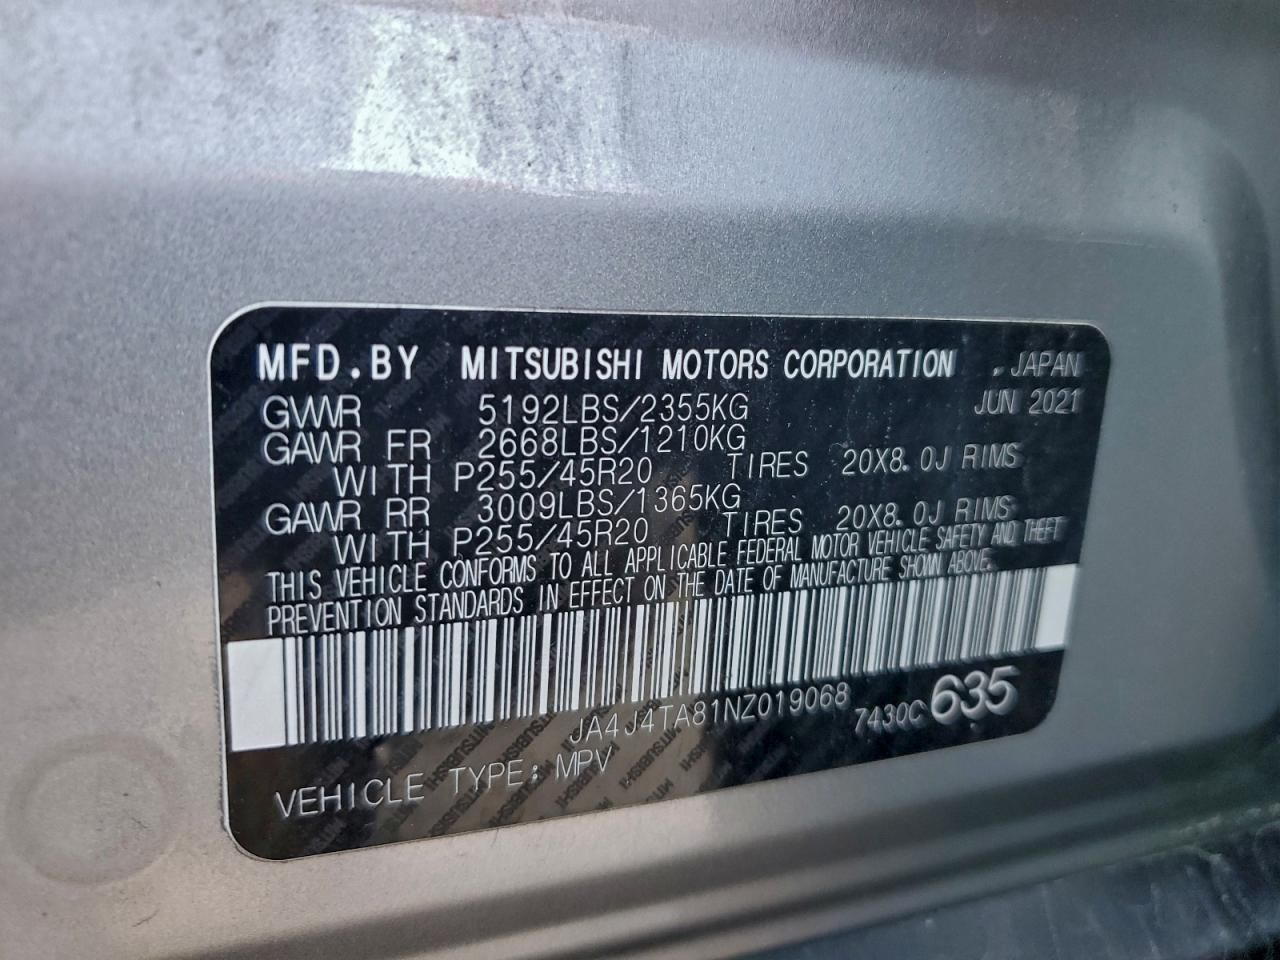 MFD.BY MITSUBISHI MOTORS CORPORATION .JAPAN
JUN 2021
GVWR 5192LBS/2355KG
GAWR FR 2668LBS/1210KG
WITH P255/45R20 TIRES 20X8.0J RIMS
GAWR RR 3009LBS/1365KG
WITH P255/45R20 TIRES 20X8.0J RIMS
THIS VEHICLE CONFORMS TO ALL APPLICABLE FEDERAL MOTOR VEHICLE SAFETY AND THEFT
PREVENTION STANDARDS IN EFFECT ON THE DATE OF MANUFACTURE SHOWN ABOVE.
JA4J4TA81NZ019068 7430C 635
VEHICLE TYPE: MPV